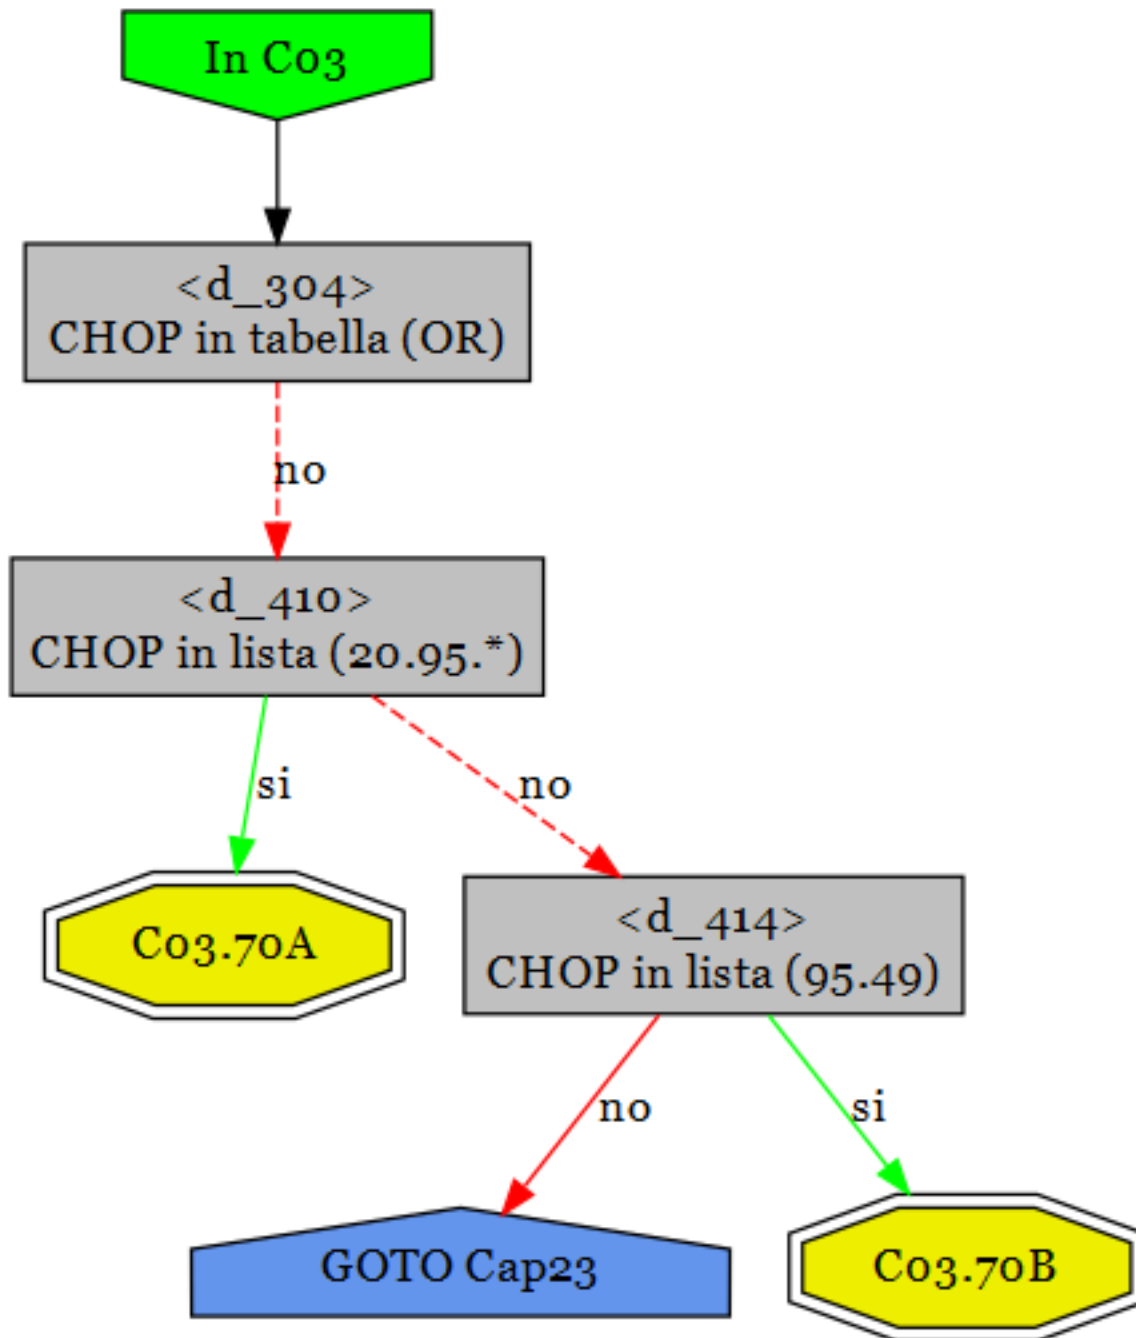 In C03
<d_304>
CHOP in tabella (OR)
no
<d_410>
CHOP in lista (20.95.*)
si
no
C03.70A
<d_414>
CHOP in lista (95.49)
no
si
GOTO Cap23
C03.70B